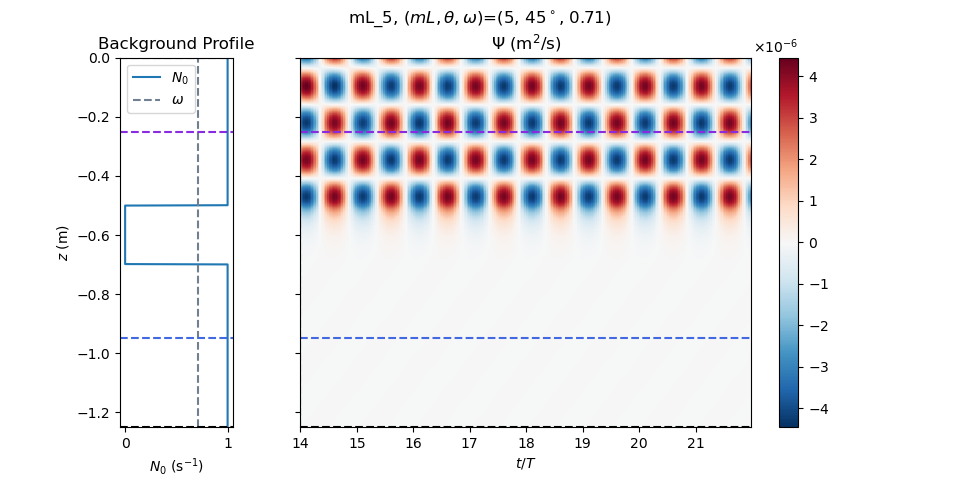 mL_5, (mL, θ, ω)=(5, 45°, 0.71)
Background Profile
Ψ (m²/s)
×10⁻⁶
N₀
ω
z (m)
0.0
−0.2
−0.4
−0.6
−0.8
−1.0
−1.2
0 1
N₀ (s⁻¹)
14 15 16 17 18 19 20 21
t/T
4
3
2
1
0
−1
−2
−3
−4